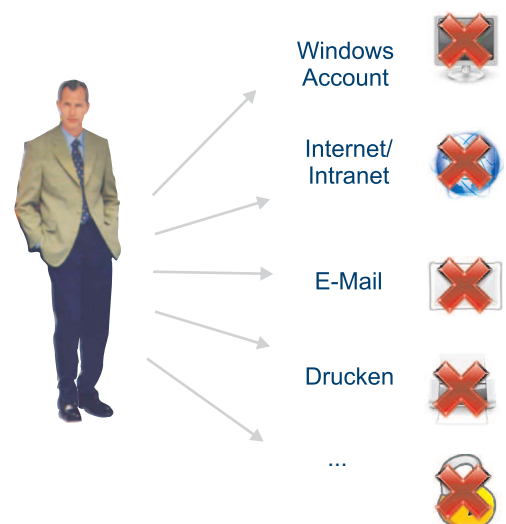 Windows
Account
Internet/
Intranet
E-Mail
Drucken
...